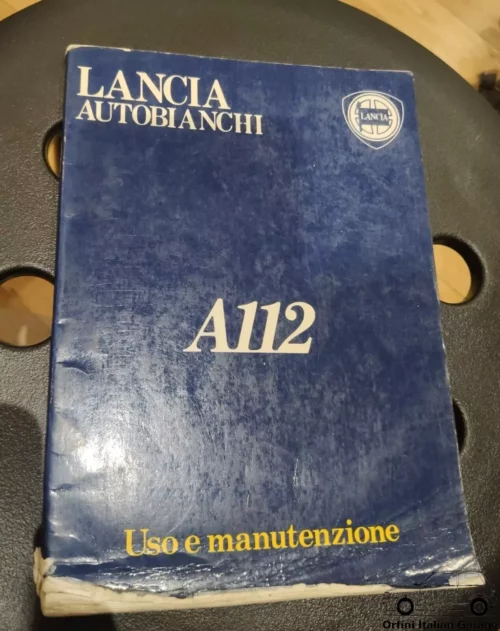 LANCIA
AUTOBIANCHI
LANCIA
A112
Uso e manutenzione
Orfini Italian Garage